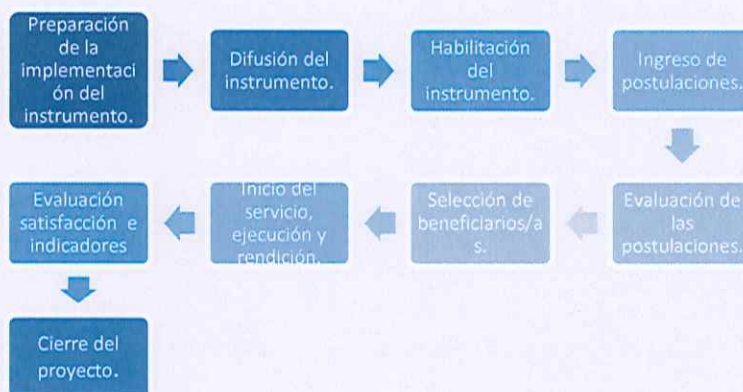 Preparación
de la
implementaci
ón del
instrumento.
Difusión del
instrumento.
Habilitación
del
instrumento.
Ingreso de
postulaciones.
Evaluación de
las
postulaciones.
Selección de
beneficiarios/a
s.
Inicio del
servicio,
ejecución y
rendición.
Evaluación
satisfacción e
indicadores
Cierre del
proyecto.